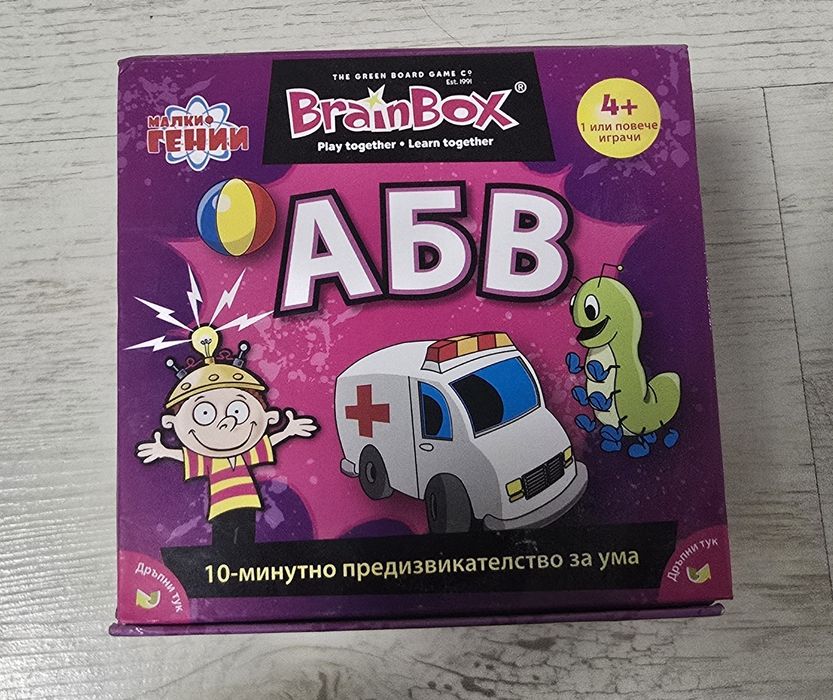 THE GREEN BOARD GAME Cº
Est. 1991
BrainBox®
Play together • Learn together
МАЛКИ
ГЕНИИ
4+
1 или повече
играчи
АБВ
10-минутно предизвикателство за ума
Дръпни тук
Дръпни тук